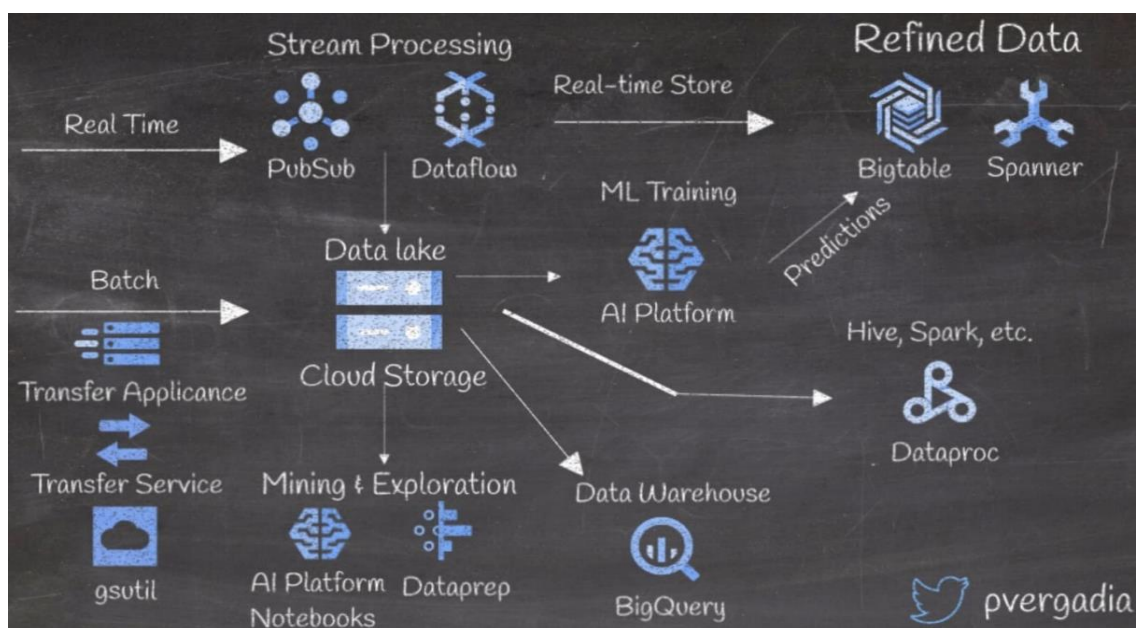 Stream Processing
Refined Data
Real Time
PubSub
Dataflow
Real-time Store
Bigtable
Spanner
ML Training
AI Platform
Predictions
Batch
Data lake
Cloud Storage
Transfer Applicance
Transfer Service
gsutil
Hive, Spark, etc.
Dataproc
Mining & Exploration
AI Platform
Notebooks
Dataprep
Data Warehouse
BigQuery
pvergadia